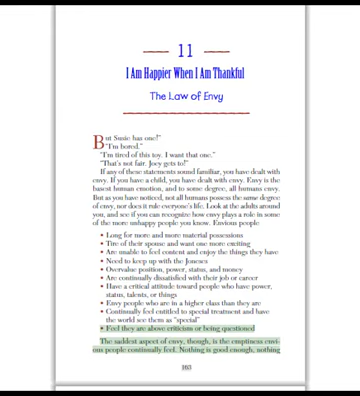 11
I Am Happier When I Am Thankful
The Law of Envy
But Susie has one!"
"I'm bored."
"I'm tired of this toy. I want that one."
"That's not fair. Joey gets to!"
If any of these statements sound familiar, you have dealt with
envy. If you have a child, you have dealt with envy. Envy is the
basest human emotion, and to some degree, all humans envy.
But as you have noticed, not all humans possess the same degree
of envy, nor does it rule everyone's life. Look at the adults around
you, and see if you can recognize how envy plays a role in some
of the more unhappy people you know. Envious people
• Long for more and more material possessions
• Tire of their spouse and want one more exciting
• Are unable to feel content and enjoy the things they have
• Need to keep up with the Joneses
• Overvalue position, power, status, and money
• Are continually dissatisfied with their job or career
• Have a critical attitude toward people who have power,
status, talents, or things
• Envy people who are in a higher class than they are
• Continually feel entitled to special treatment and have
the world see them as "special"
• Feel they are above criticism or being questioned
The saddest aspect of envy, though, is the emptiness envi-
ous people continually feel. Nothing is good enough, nothing
163